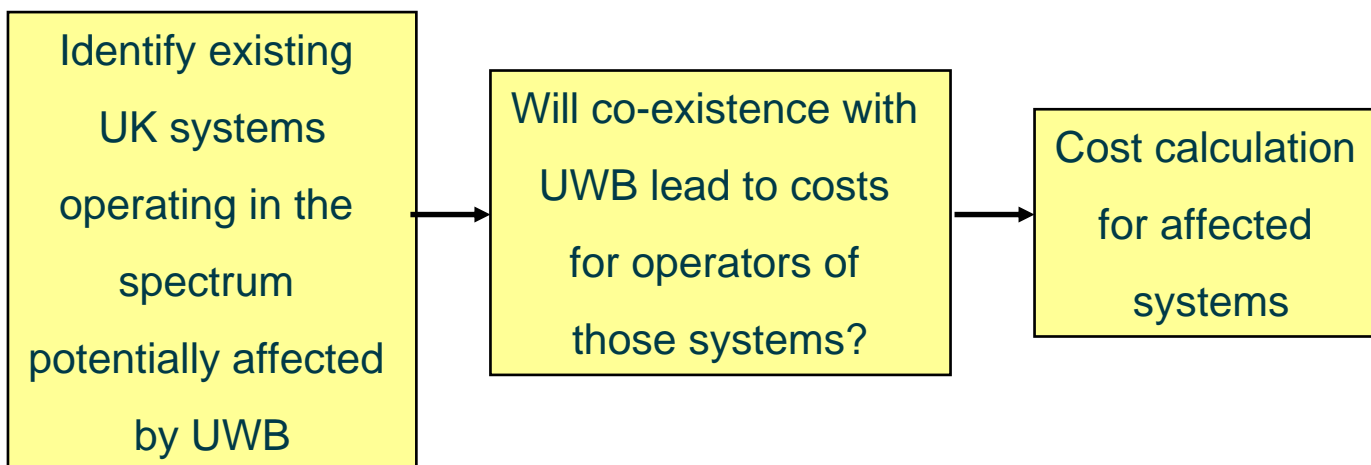 Identify existing
UK systems
operating in the
spectrum
potentially affected
by UWB
Will co-existence with
UWB lead to costs
for operators of
those systems?
Cost calculation
for affected
systems